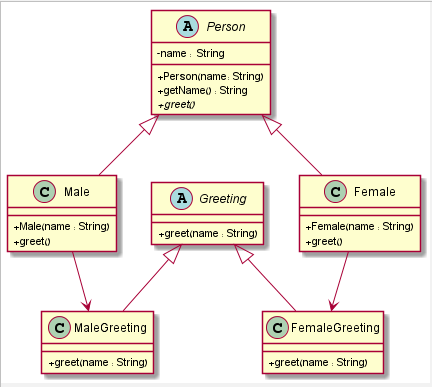 A Person
-name : String
+Person(name: String)
+getName() : String
+greet()
C Male
+Male(name : String)
+greet()
A Greeting
+greet(name : String)
C Female
+Female(name : String)
+greet()
C MaleGreeting
+greet(name : String)
C FemaleGreeting
+greet(name : String)